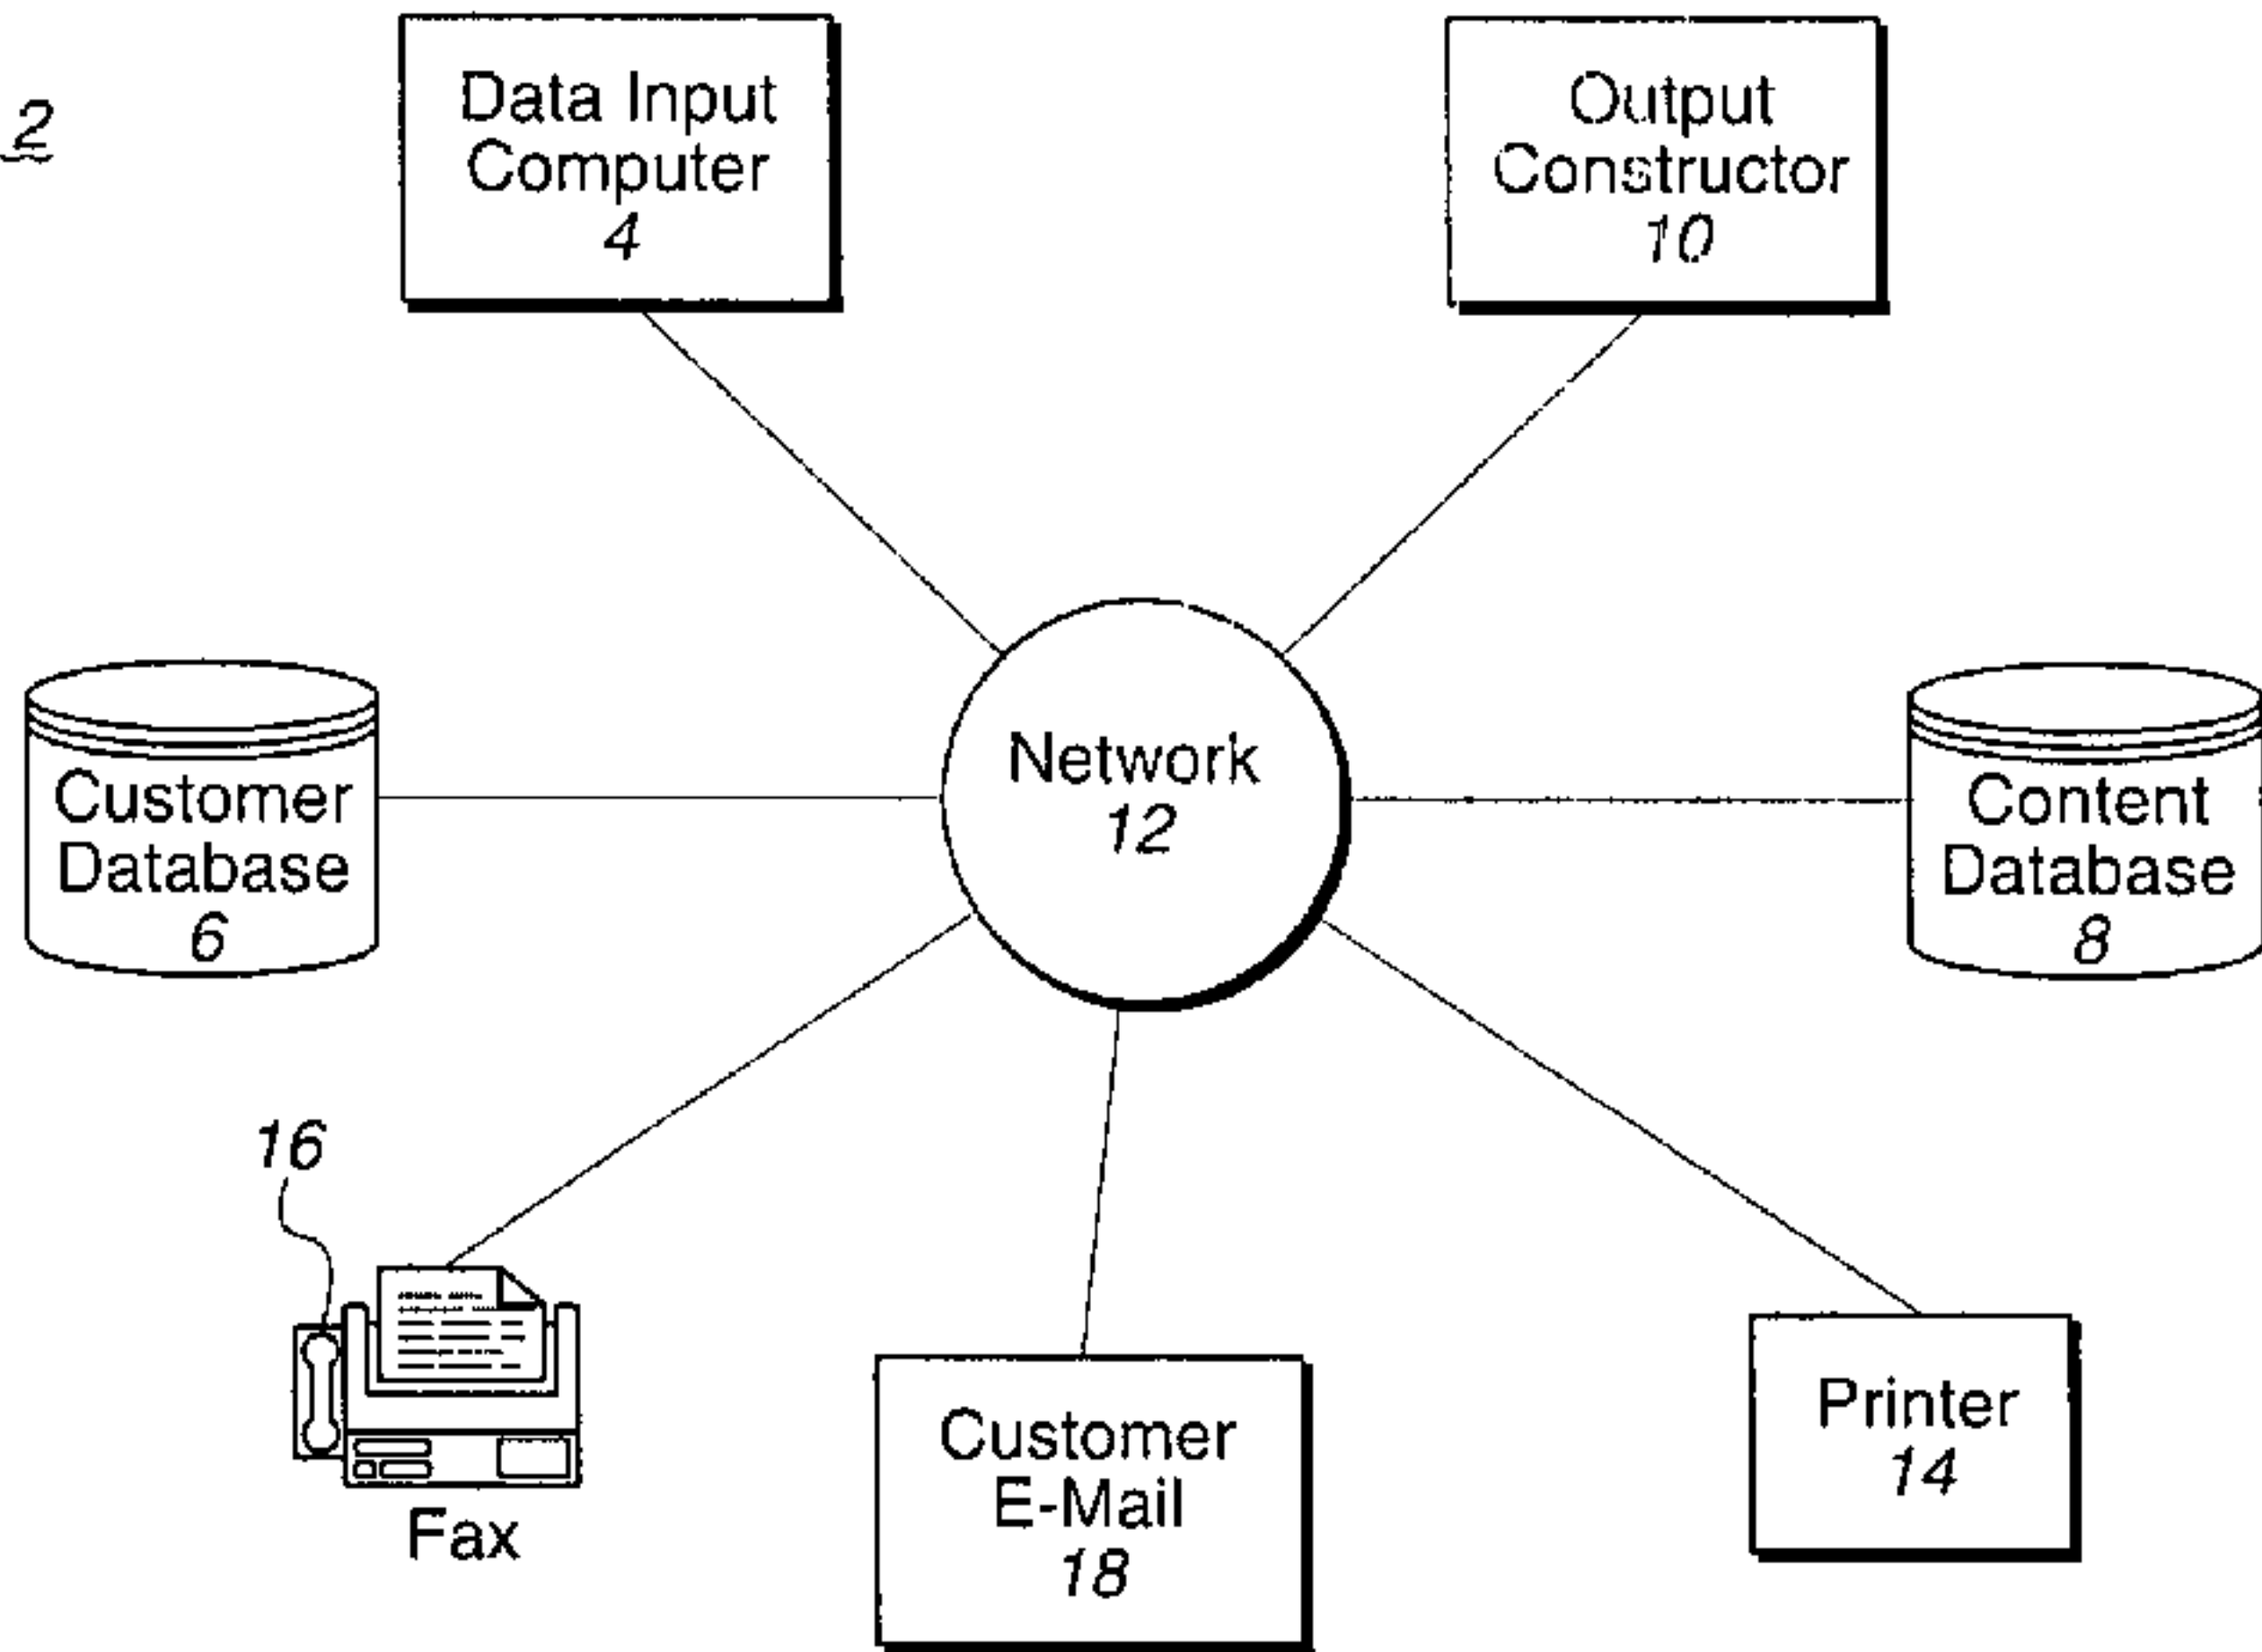 2
Data Input
Computer
4
Output
Constructor
10
Customer
Database
6
Network
12
Content
Database
8
16
Fax
Customer
E-Mail
18
Printer
14